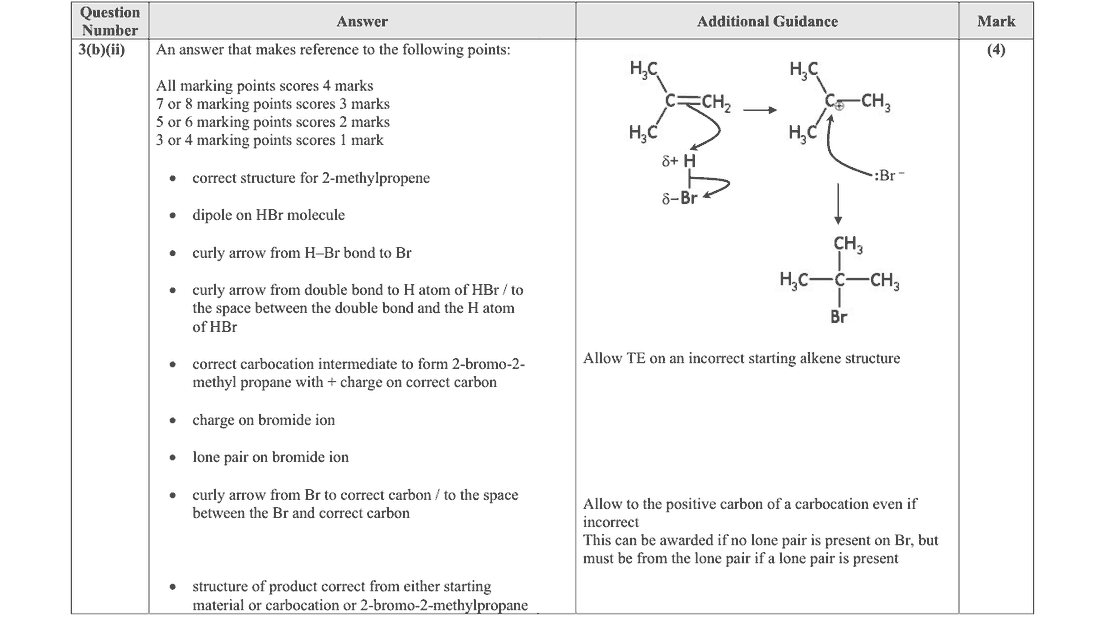 Question
Number
Answer
Additional Guidance
Mark
3(b)(ii)
An answer that makes reference to the following points:
All marking points scores 4 marks
7 or 8 marking points scores 3 marks
5 or 6 marking points scores 2 marks
3 or 4 marking points scores 1 mark
• correct structure for 2-methylpropene
• dipole on HBr molecule
• curly arrow from H–Br bond to Br
• curly arrow from double bond to H atom of HBr / to
the space between the double bond and the H atom
of HBr
• correct carbocation intermediate to form 2-bromo-2-
methyl propane with + charge on correct carbon
• charge on bromide ion
• lone pair on bromide ion
• curly arrow from Br to correct carbon / to the space
between the Br and correct carbon
• structure of product correct from either starting
material or carbocation or 2-bromo-2-methylpropane
H₃C
C=CH₂
H₃C
δ+ H
δ–Br
H₃C
C⊕–CH₃
H₃C
:Br⁻
CH₃
H₃C–C–CH₃
Br
Allow TE on an incorrect starting alkene structure
Allow to the positive carbon of a carbocation even if
incorrect
This can be awarded if no lone pair is present on Br, but
must be from the lone pair if a lone pair is present
(4)